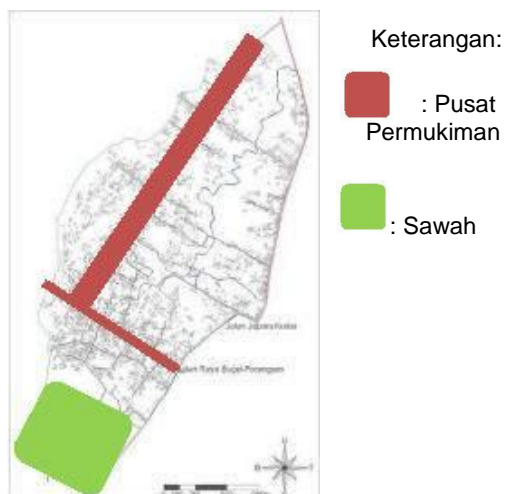 Keterangan:
: Pusat
Permukiman
: Sawah
Jalan Jepara Kudus
Jalan Raya Bugel-Pecangaan
U
B
T
S